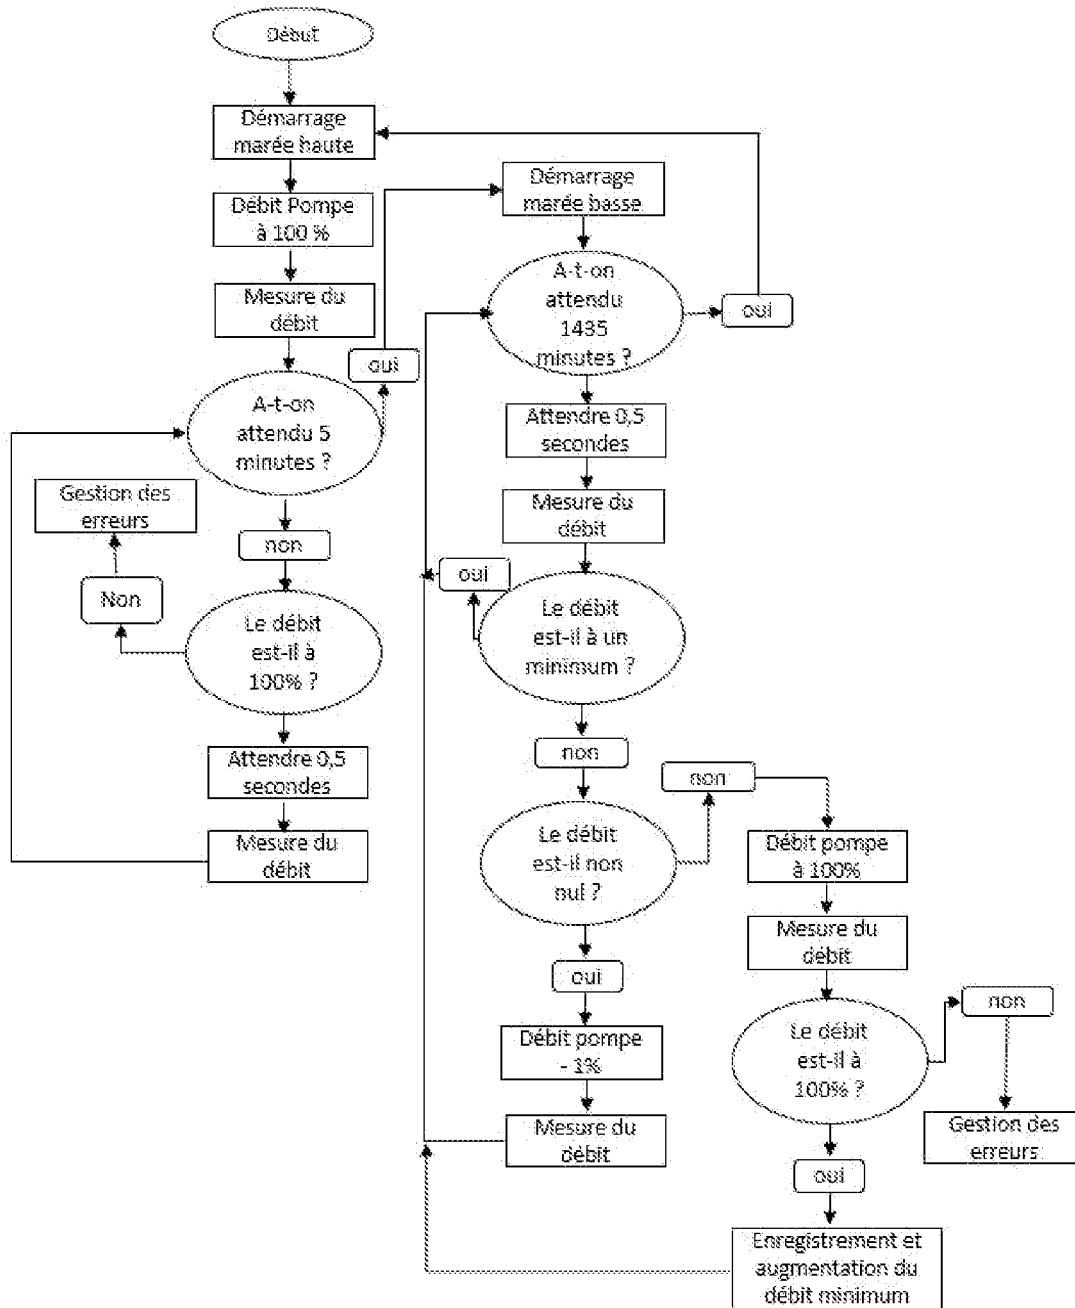 Début
Démarrage
marée haute
Débit Pompe
à 100 %
Mesure du
débit
A-t-on
attendu 5
minutes ?
oui
non
Gestion des
erreurs
Non
Le débit
est-il à
100% ?
Attendre 0,5
secondes
Mesure du
débit
Démarrage
marée basse
A-t-on
attendu
1435
minutes ?
oui
Attendre 0,5
secondes
Mesure du
débit
oui
Le débit
est-il à un
minimum ?
non
Le débit
est-il non
nul ?
non
oui
Débit pompe
- 1%
Mesure du
débit
Débit pompe
à 100%
Mesure du
débit
Le débit
est-il à
100% ?
non
Gestion des
erreurs
oui
Enregistrement et
augmentation du
débit minimum